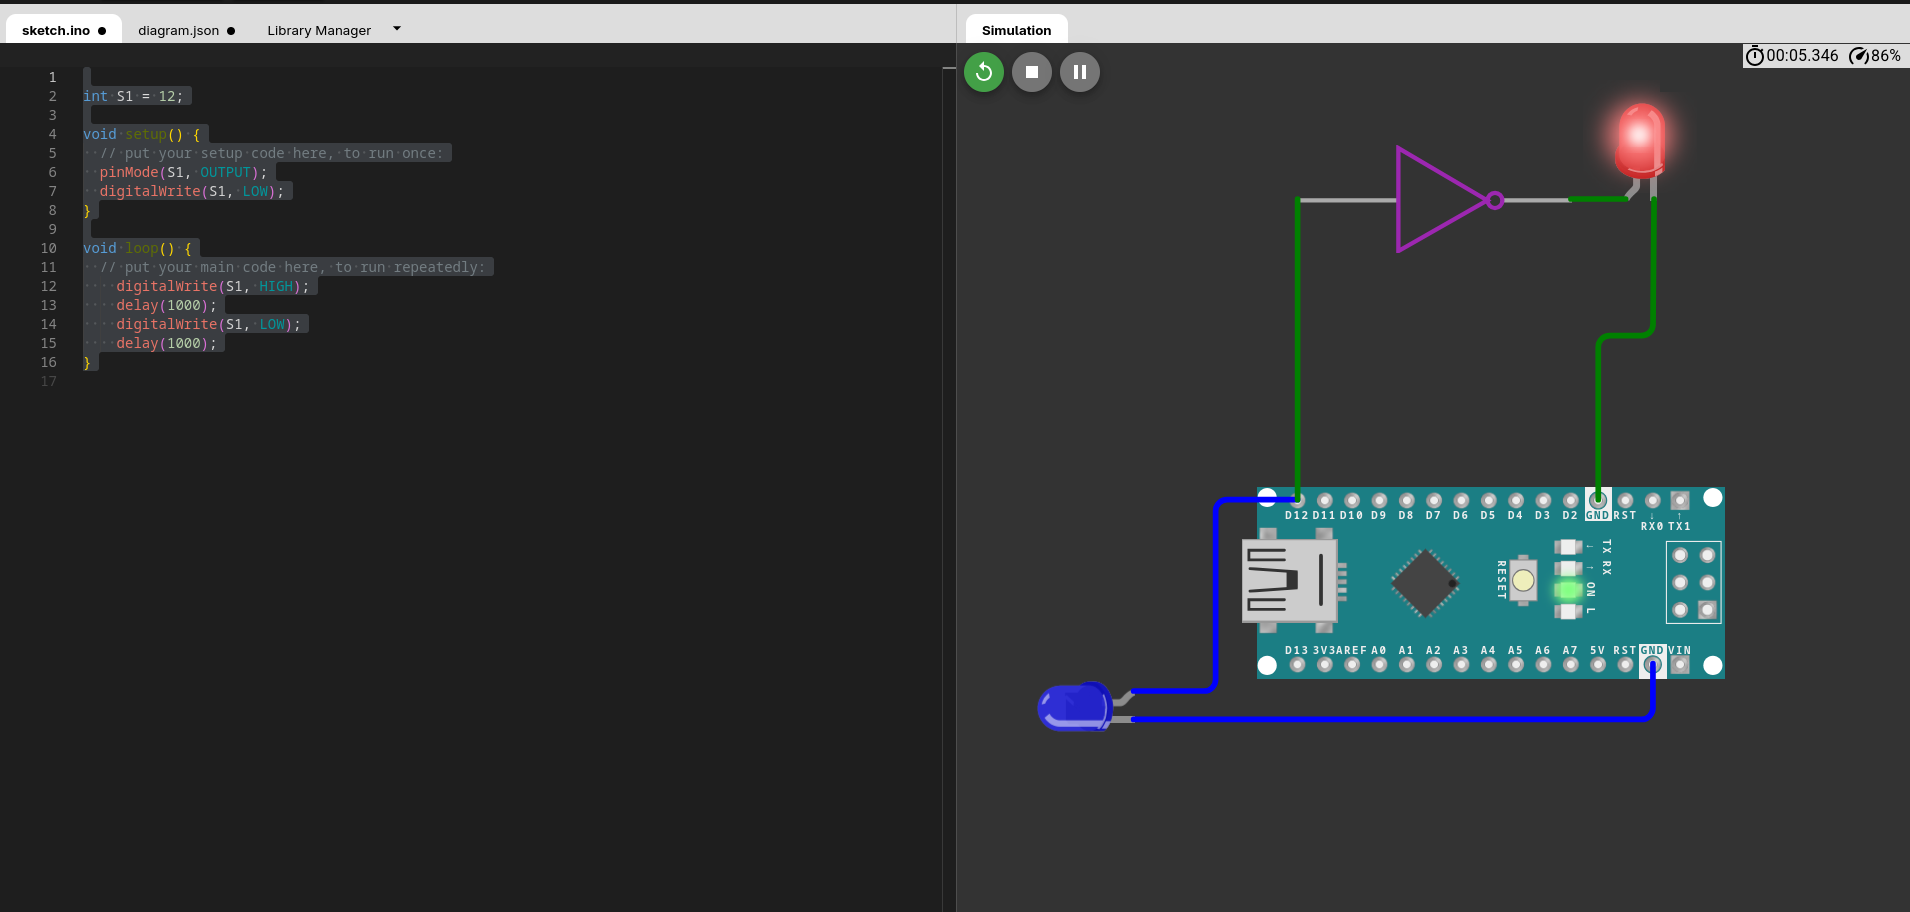 sketch.ino
diagram.json
Library Manager
Simulation
00:05.346
86%
1
2 int S1 = 12;
3
4 void setup() {
5 // put your setup code here, to run once:
6 pinMode(S1, OUTPUT);
7 digitalWrite(S1, LOW);
8 }
9
10 void loop() {
11 // put your main code here, to run repeatedly:
12 digitalWrite(S1, HIGH);
13 delay(1000);
14 digitalWrite(S1, LOW);
15 delay(1000);
16 }
17
D12 D11 D10 D9 D8 D7 D6 D5 D4 D3 D2 GND RST
RX0 TX1
RESET
TX
RX
ON
L
D13 3V3 AREF A0 A1 A2 A3 A4 A5 A6 A7 5V RST GND VIN